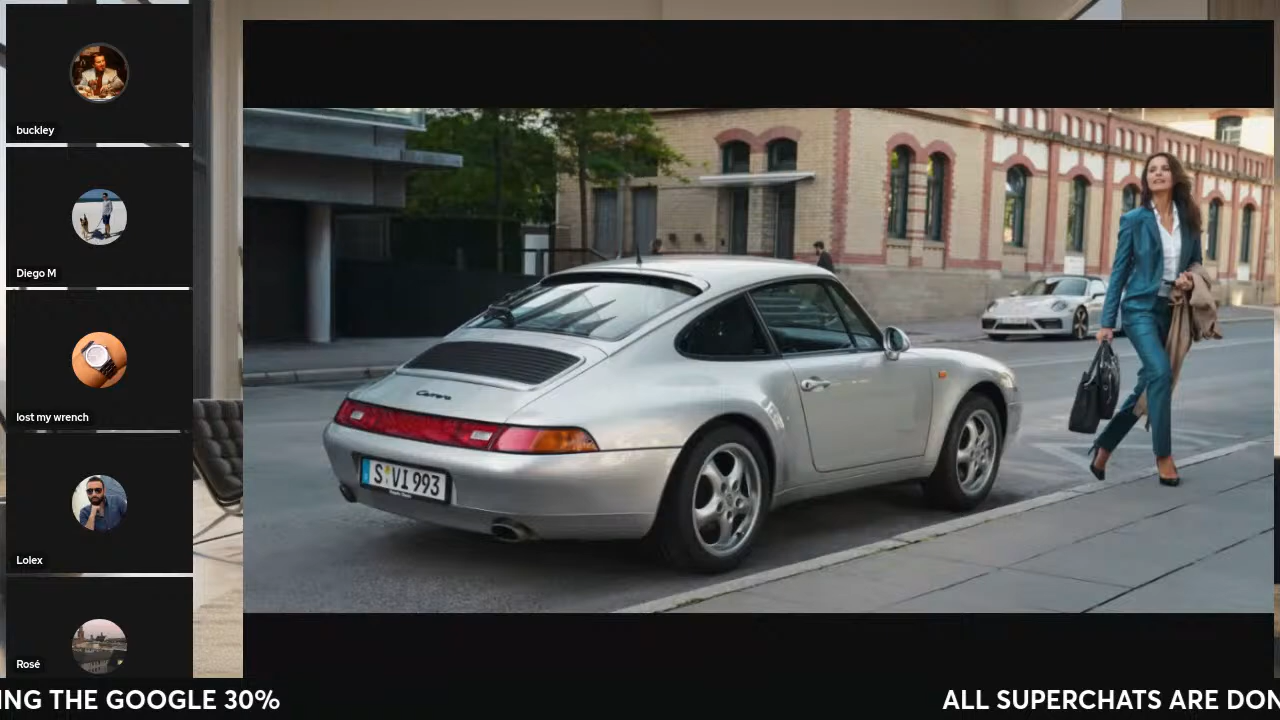 buckley
Diego M
lost my wrench
Lolex
Rosé
Carrera
S VI 993
ING THE GOOGLE 30%
ALL SUPERCHATS ARE DON